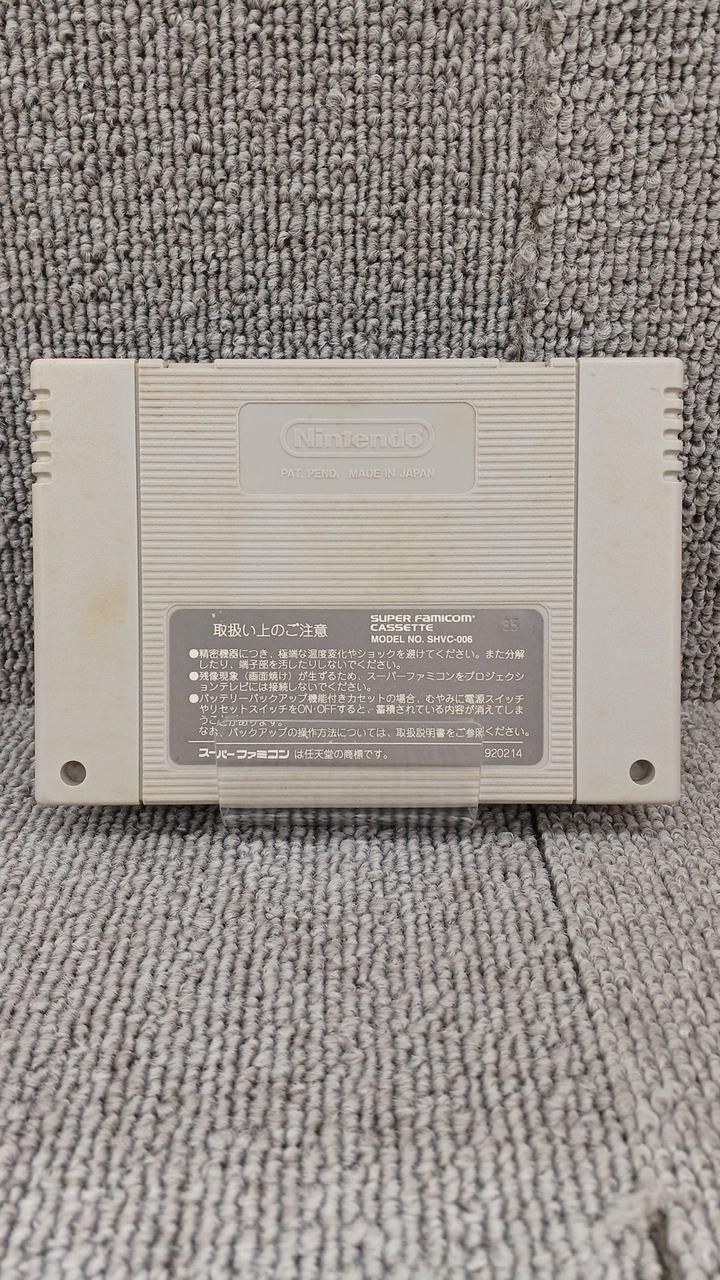 Nintendo®
PAT. PEND. MADE IN JAPAN
取扱い上のご注意
SUPER FAMICOM
CASSETTE
MODEL NO. SHVC-006
35
●精密機器につき、極端な温度変化やショックを避けてください。また分解
したり、端子部を汚したりしないでください。
●残像現象（画面焼け）が生ずるため、スーパーファミコンをプロジェクシ
ョンテレビには接続しないでください。
●バッテリーバックアップ機能付きカセットの場合、むやみに電源スイッチ
やリセットスイッチをON・OFFすると、蓄積されている内容が消えてしま
うことがあります。
なお、バックアップの操作方法については、取扱説明書をご参照ください。
スーパーファミコン は任天堂の商標です。
920214